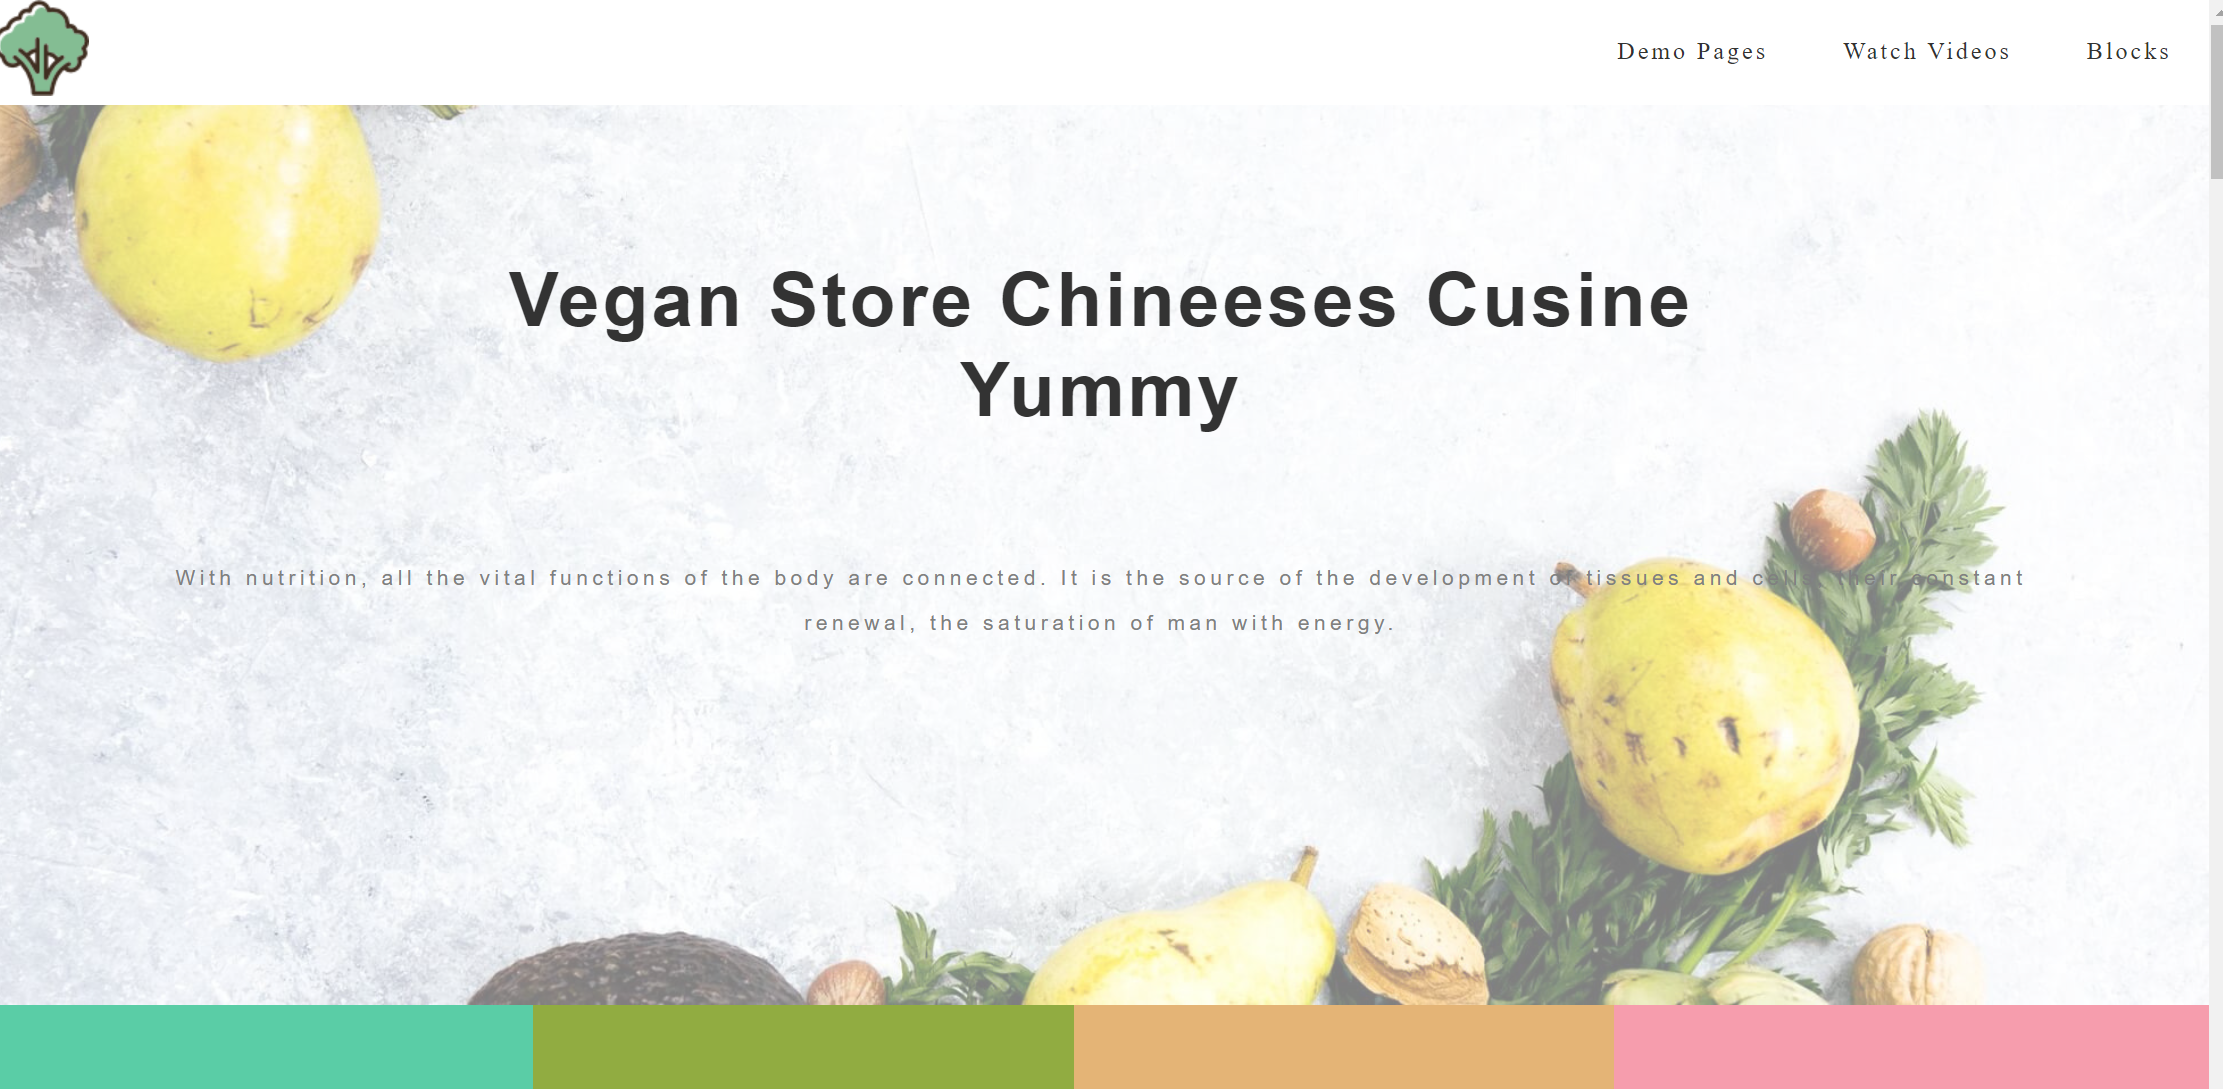 Demo Pages
Watch Videos
Blocks
Vegan Store Chineeses Cusine
Yummy
With nutrition, all the vital functions of the body are connected. It is the source of the development of tissues and cells, their constant
renewal, the saturation of man with energy.